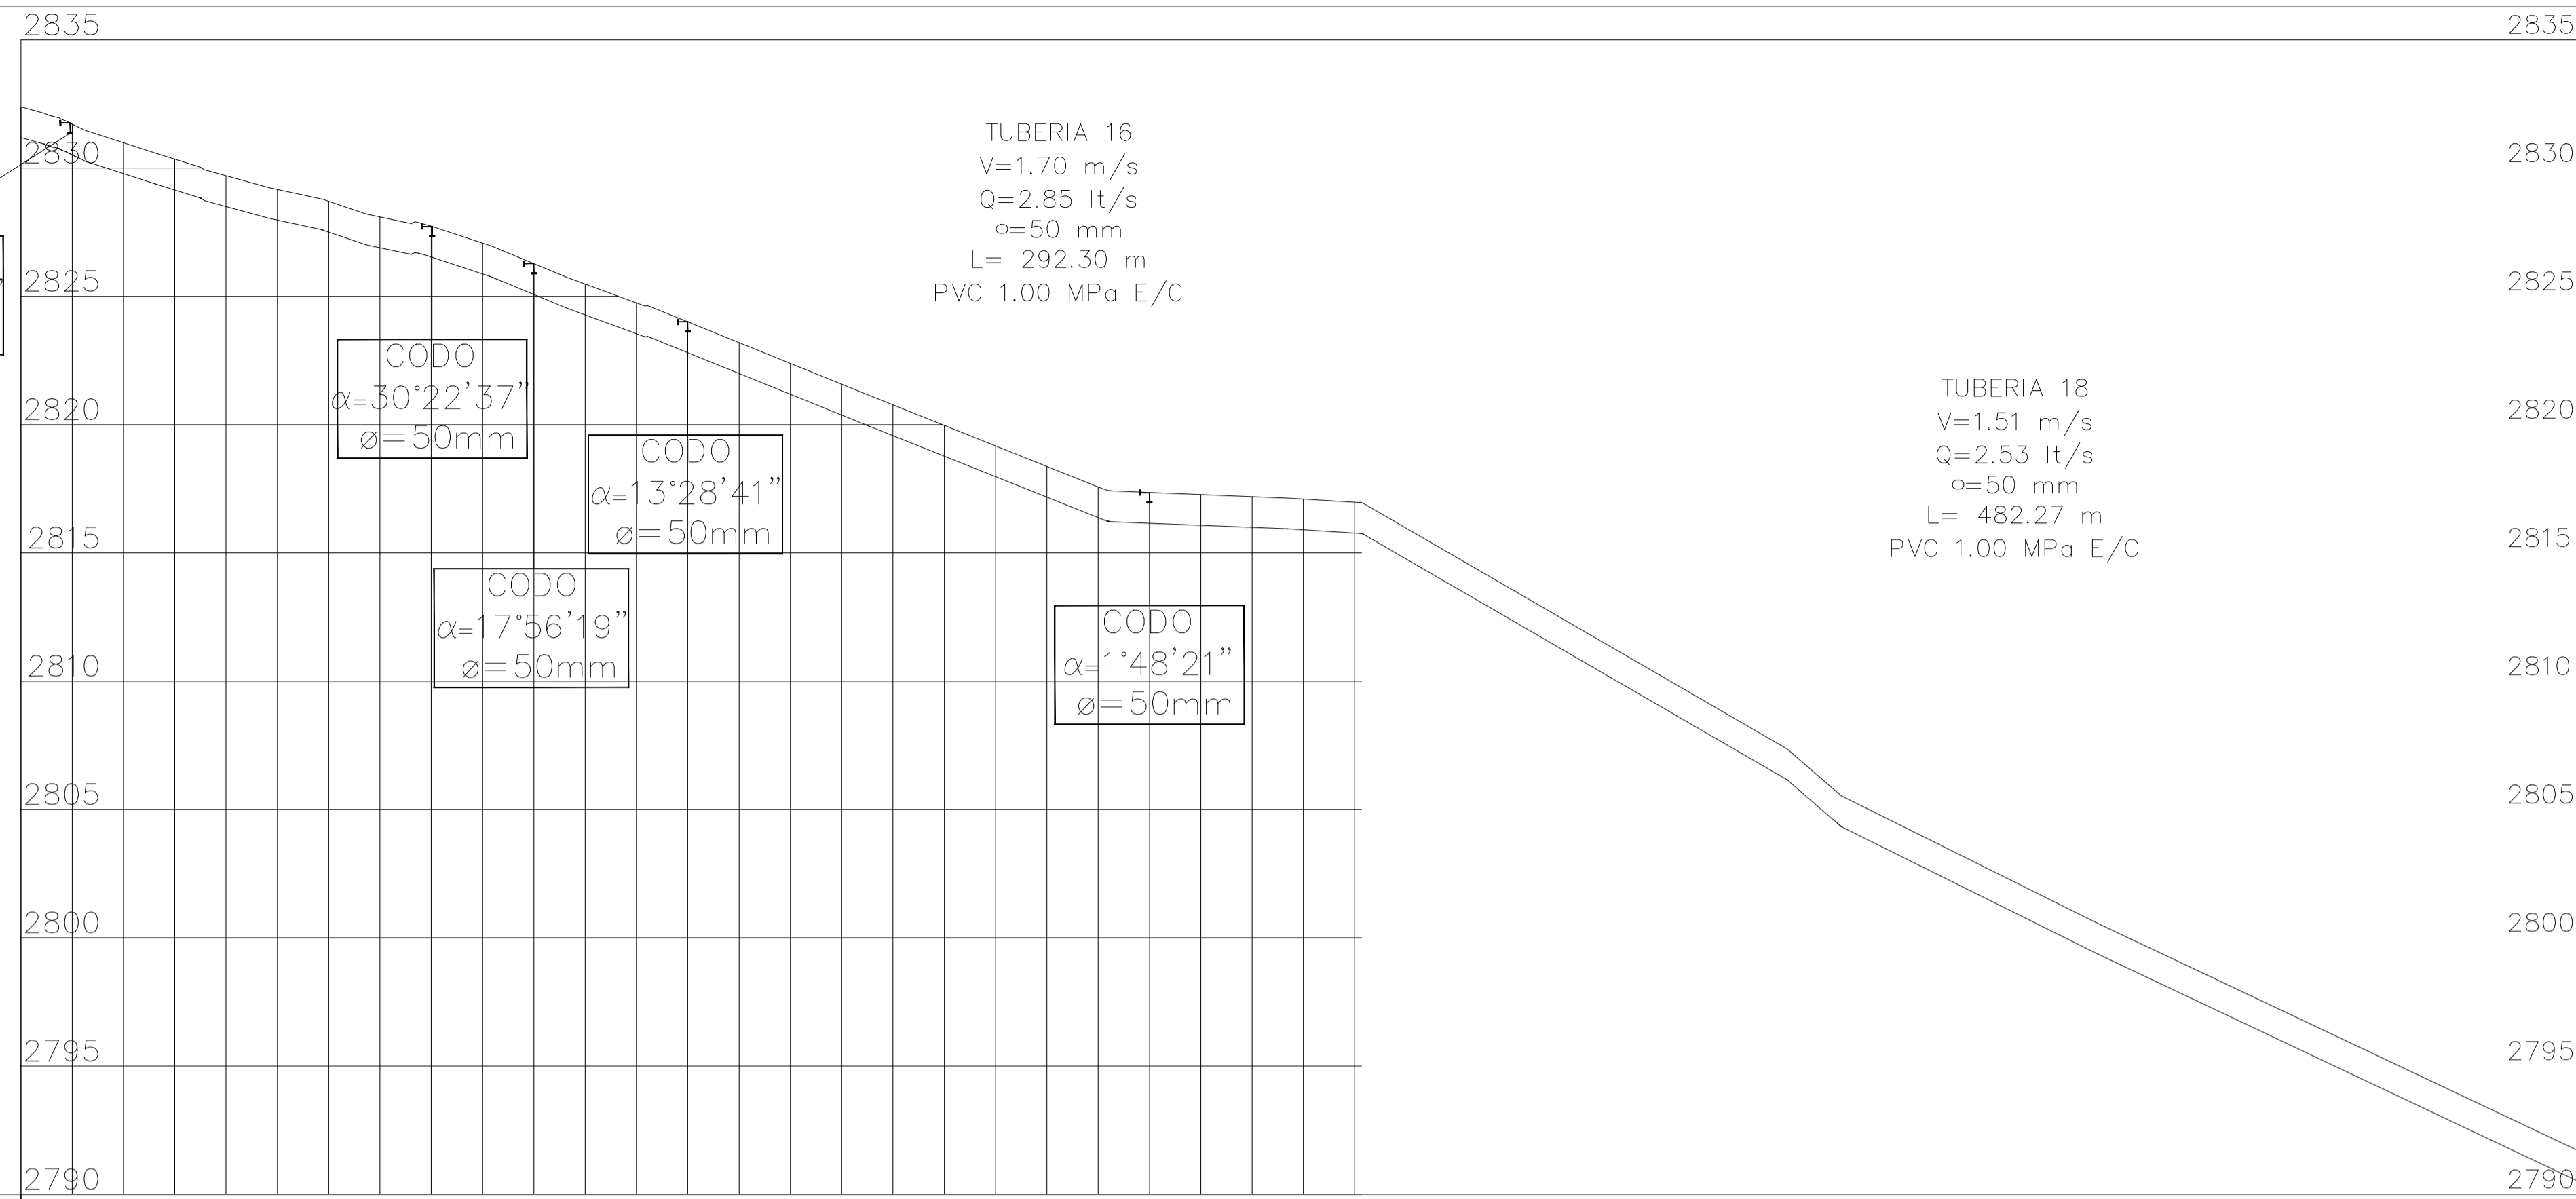 2835
2835
2830
2830
2825
2825
2820
2820
2815
2815
2810
2810
2805
2805
2800
2800
2795
2795
2790
2790
TUBERIA 16
V=1.70 m/s
Q=2.85 lt/s
Φ=50 mm
L= 292.30 m
PVC 1.00 MPa E/C
TUBERIA 18
V=1.51 m/s
Q=2.53 lt/s
Φ=50 mm
L= 482.27 m
PVC 1.00 MPa E/C
CODO
α=30°22'37"
ø=50mm
CODO
α=13°28'41"
ø=50mm
CODO
α=17°56'19"
ø=50mm
CODO
α=1°48'21"
ø=50mm